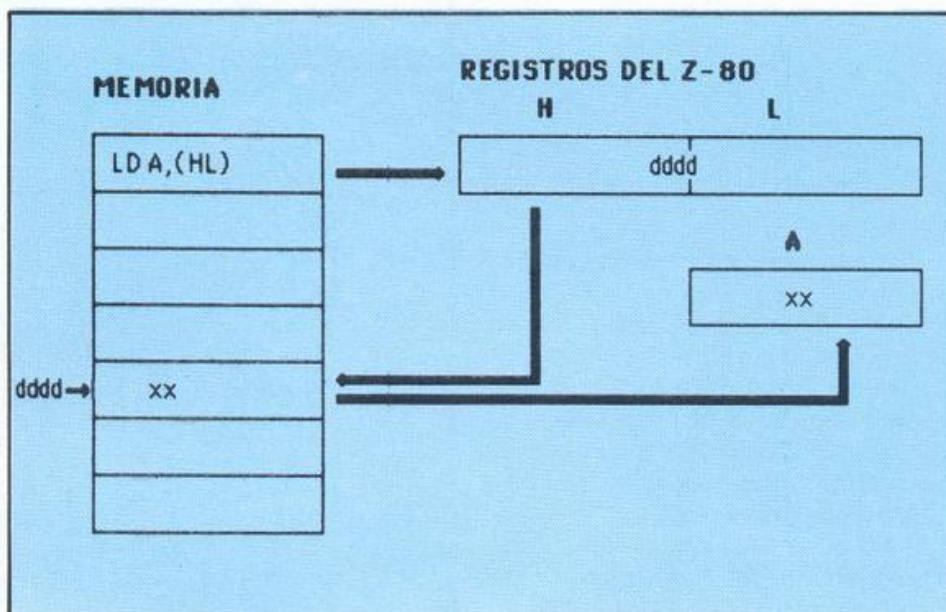 REGISTROS DEL Z-80
MEMORIA
H L
LD A,(HL)
dddd
A
xx
dddd
xx